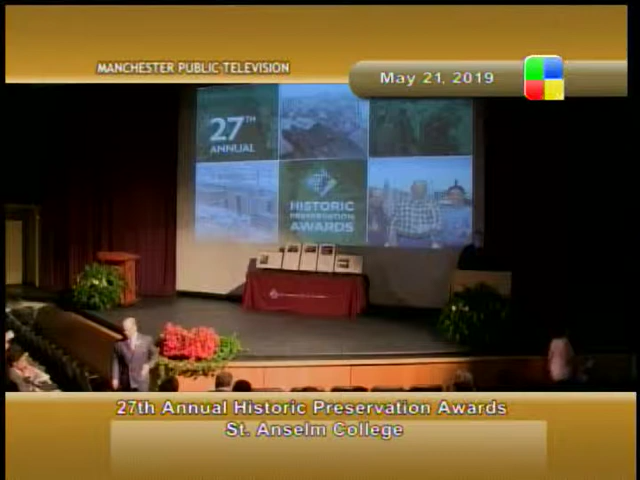 MANCHESTER PUBLIC TELEVISION
May 21, 2019
27TH
ANNUAL
HISTORIC
PRESERVATION
AWARDS
27th Annual Historic Preservation Awards
St. Anselm College